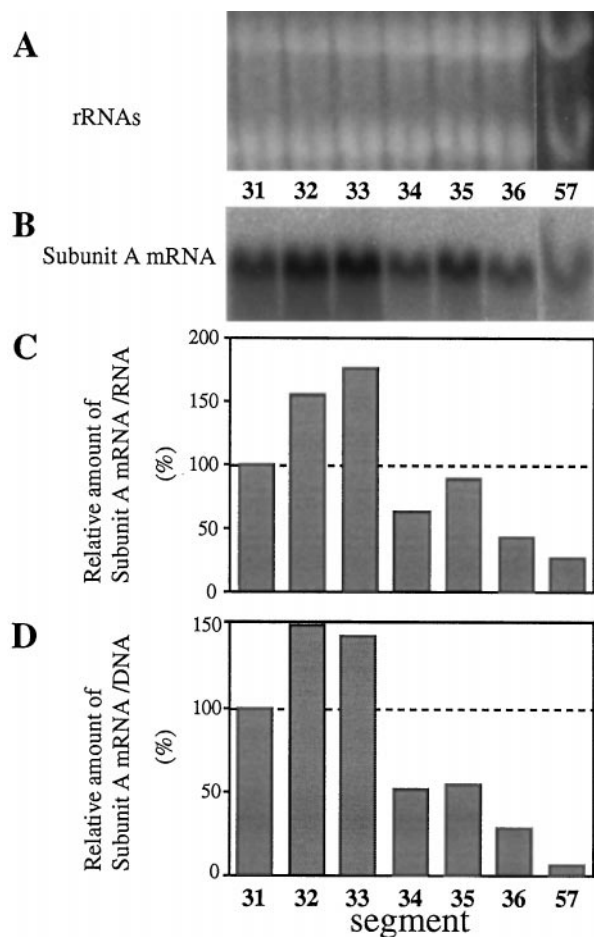 A
rRNAs
31 32 33 34 35 36 57
B
Subunit A mRNA
C
Relative amount of
Subunit A mRNA /RNA
(%)
200
150
100
50
0
D
Relative amount of
Subunit A mRNA /DNA
(%)
150
100
50
0
31 32 33 34 35 36 57
segment